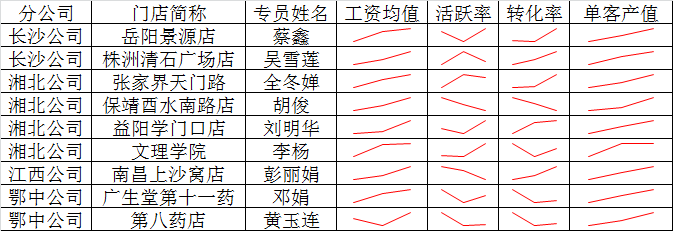 分公司 门店简称 专员姓名 工资均值 活跃率 转化率 单客产值
长沙公司 岳阳景源店 蔡鑫
长沙公司 株洲清石广场店 吴雪莲
湘北公司 张家界天门路 全冬婵
湘北公司 保靖酉水南路店 胡俊
湘北公司 益阳学门口店 刘明华
湘北公司 文理学院 李杨
江西公司 南昌上沙窝店 彭丽娟
鄂中公司 广生堂第十一药 邓娟
鄂中公司 第八药店 黄玉连